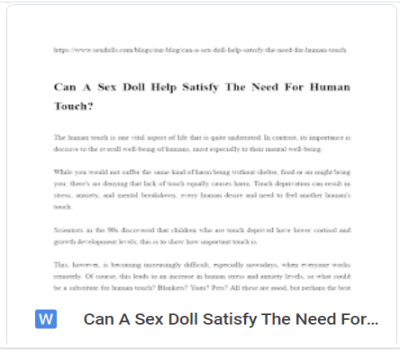 https://www.sexdolls.com/blogs/our-blog/can-a-sex-doll-help-satisfy-the-need-for-human-touch
Can A Sex Doll Help Satisfy The Need For Human
Touch?
The human touch is one vital aspect of life that is quite underrated. In contrast, its importance is
decisive to the overall well-being of humans, most especially to their mental well-being.
While you would not suffer the same kind of harm being without shelter, food or air might bring
you, there's no denying that lack of touch equally causes harm. Touch deprivation can result in
stress, anxiety, and mental breakdown; every human desire and need to feel another human's
touch.
Scientists in the 90s discovered that children who are touch deprived have lower cortisol and
growth development levels; this is to show how important touch is.
This, however, is becoming increasingly difficult, especially nowadays, when everyone works
remotely. Of course, this leads to an increase in human stress and anxiety levels, so what could
be a substitute for human touch? Blankets? Toys? Pets? All these are good, but perhaps the best
W Can A Sex Doll Satisfy The Need For...